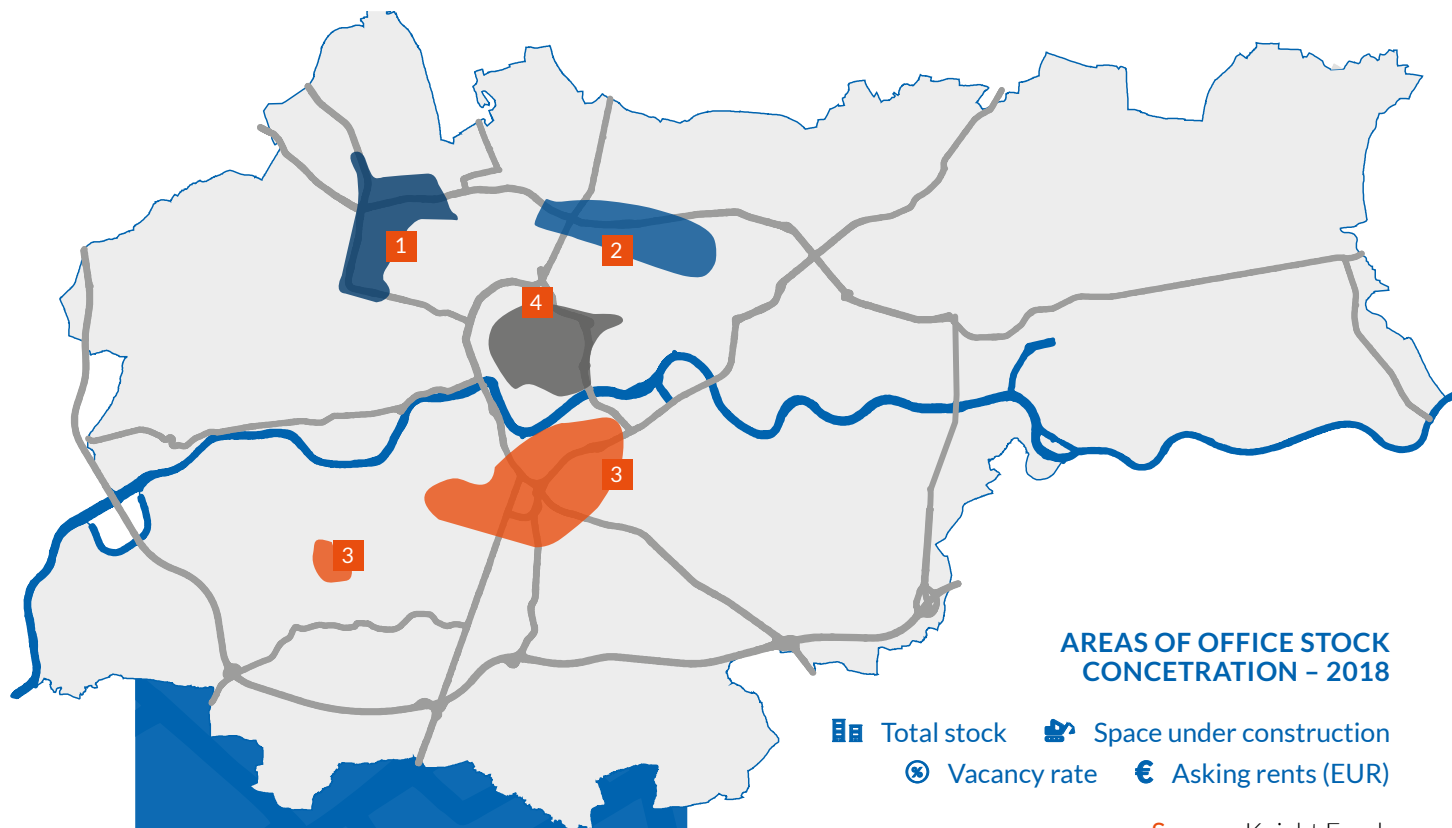 1
2
4
3
3
AREAS OF OFFICE STOCK
CONCETRATION – 2018
Total stock Space under construction
Vacancy rate € Asking rents (EUR)